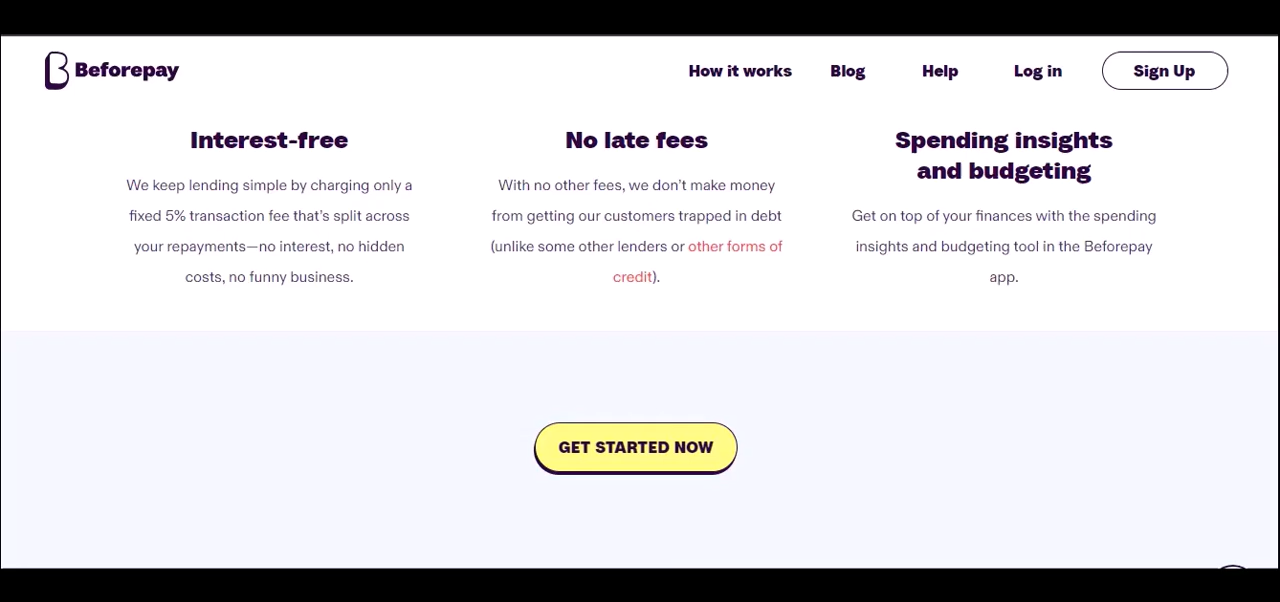 Beforepay
How it works Blog Help Log in Sign Up
Interest-free
We keep lending simple by charging only a
fixed 5% transaction fee that’s split across
your repayments—no interest, no hidden
costs, no funny business.
No late fees
With no other fees, we don’t make money
from getting our customers trapped in debt
(unlike some other lenders or other forms of
credit).
Spending insights
and budgeting
Get on top of your finances with the spending
insights and budgeting tool in the Beforepay
app.
GET STARTED NOW